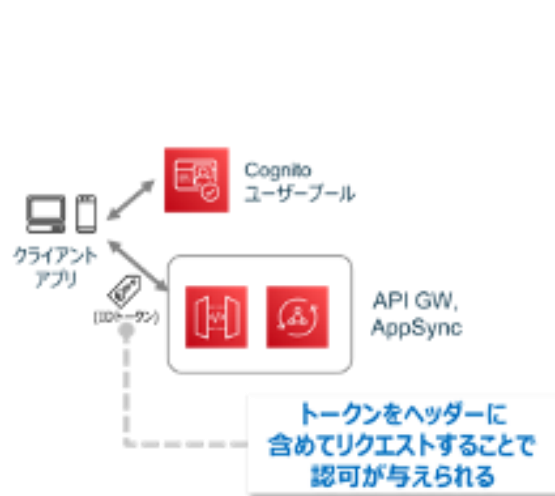 Cognito
ユーザープール
クライアント
アプリ
(IDトークン)
API GW,
AppSync
トークンをヘッダーに
含めてリクエストすることで
認可が与えられる